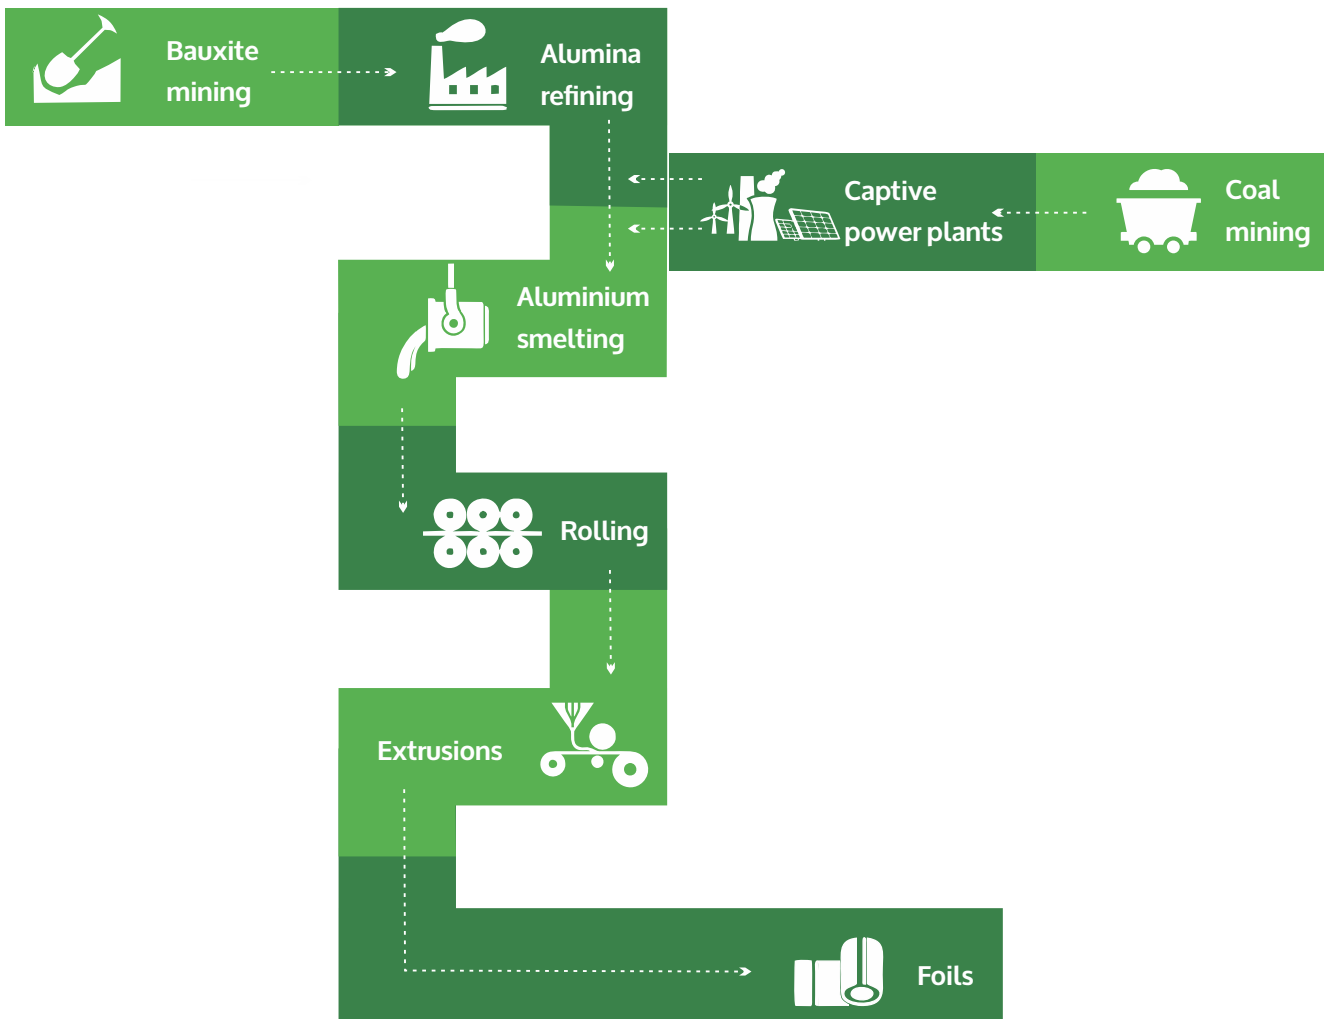 Bauxite
mining
Alumina
refining
Captive
power plants
Coal
mining
Aluminium
smelting
Rolling
Extrusions
Foils